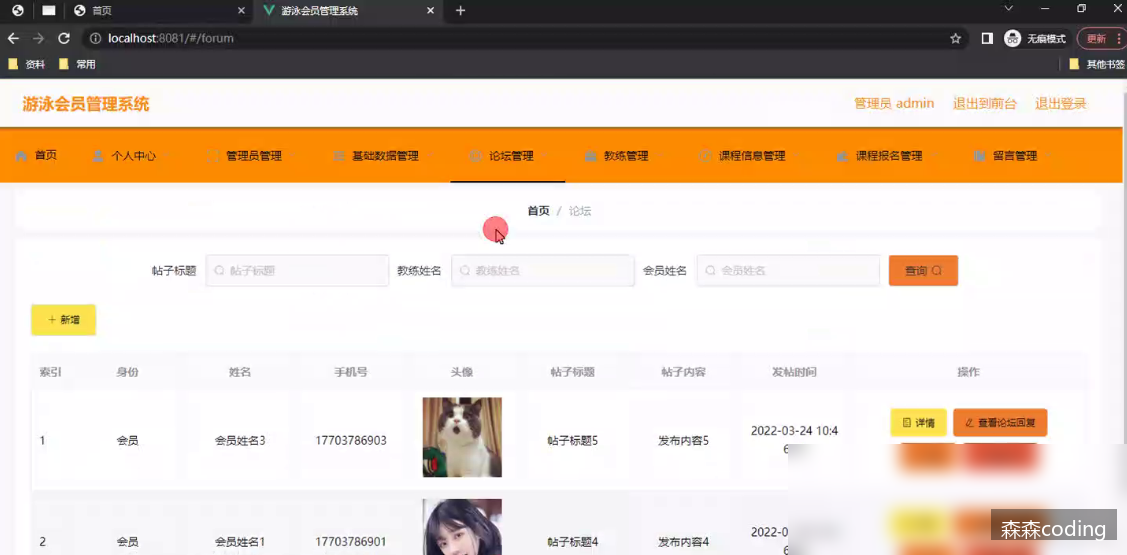 首页
游泳会员管理系统
localhost:8081/#/forum
无痕模式
更新
资料
常用
其他书签
游泳会员管理系统
管理员 admin
退出到前台
退出登录
首页
个人中心
管理员管理
基础数据管理
论坛管理
教练管理
课程信息管理
课程报名管理
留言管理
首页 / 论坛
帖子标题
帖子标题
教练姓名
教练姓名
会员姓名
会员姓名
查询
+ 新增
索引 身份 姓名 手机号 头像 帖子标题 帖子内容 发帖时间 操作
1 会员 会员姓名3 17703786903 帖子标题5 发布内容5 2022-03-24 10:4
详情
查看论坛回复
2 会员 会员姓名1 17703786901 帖子标题4 发布内容4 2022-0
森森coding